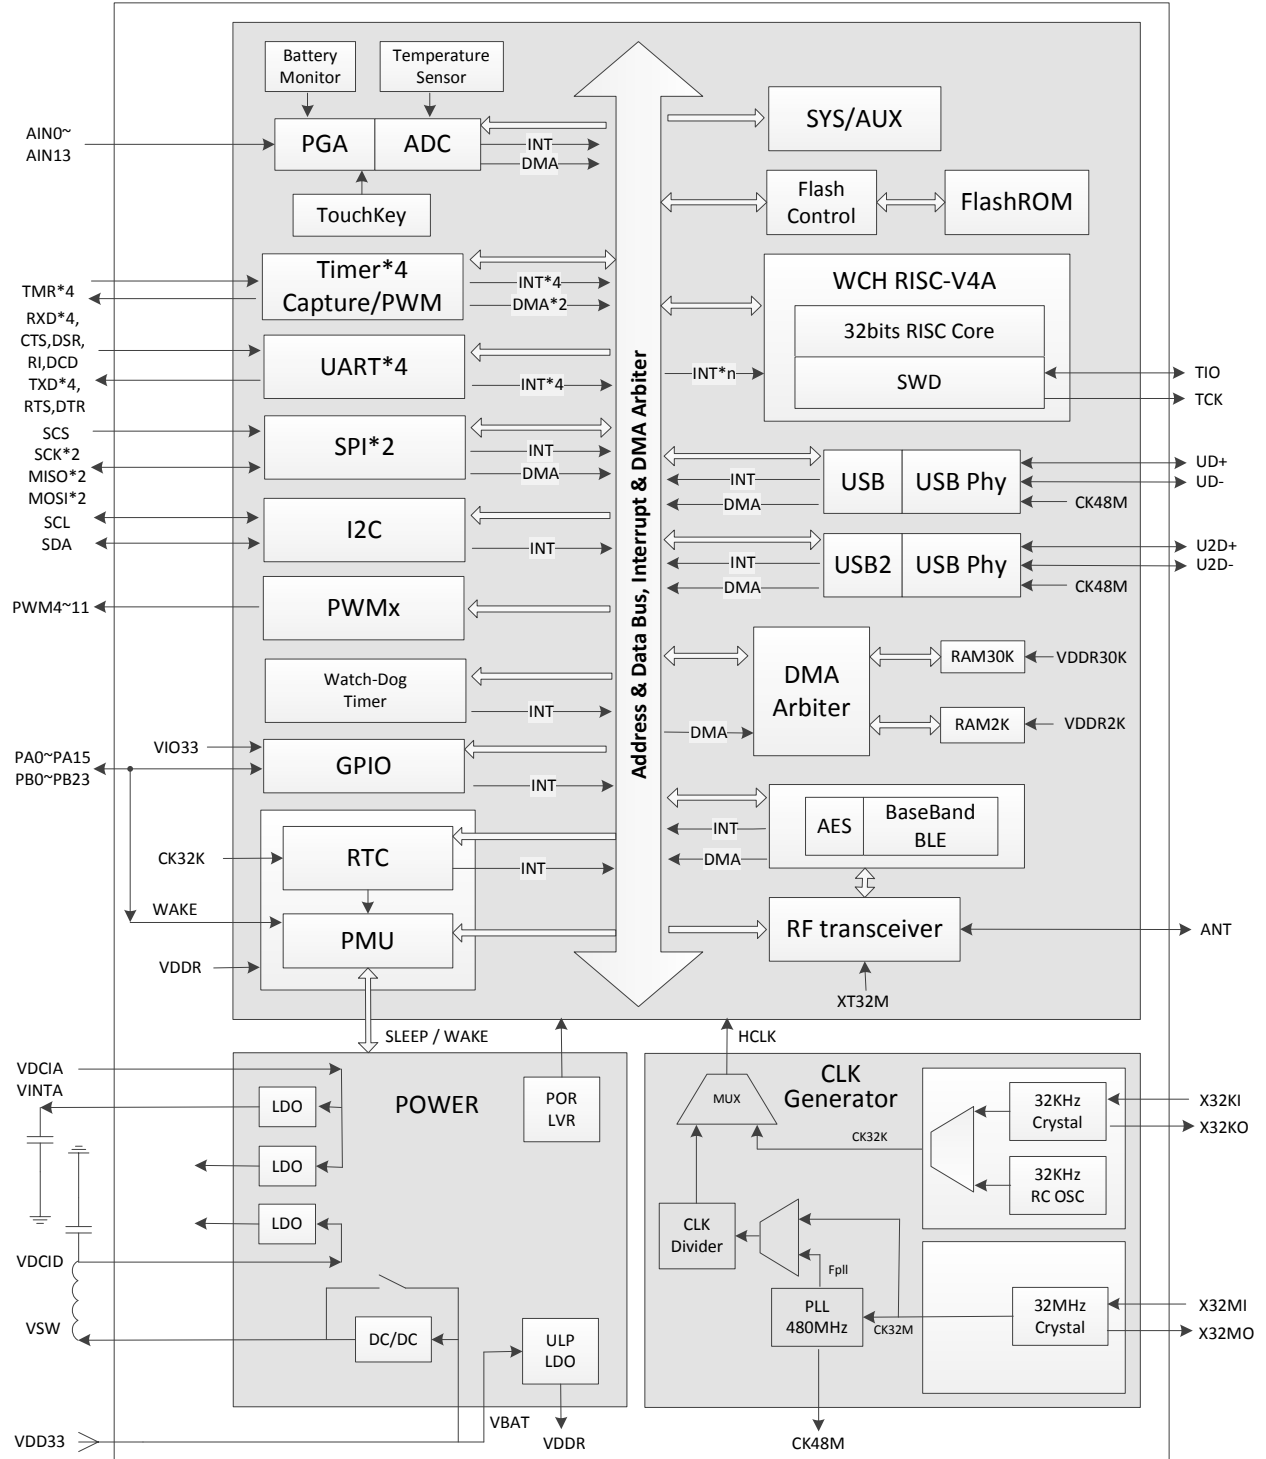 Battery
Monitor
Temperature
Sensor
AIN0~
AIN13
PGA
ADC
INT
DMA
TouchKey
TMR*4
Timer*4
Capture/PWM
INT*4
DMA*2
RXD*4,
CTS,DSR,
RI,DCD
TXD*4,
RTS,DTR
UART*4
INT*4
SCS
SCK*2
MISO*2
MOSI*2
SPI*2
INT
DMA
SCL
SDA
I2C
INT
PWM4~11
PWMx
Watch-Dog
Timer
INT
VIO33
PA0~PA15
PB0~PB23
GPIO
INT
CK32K
RTC
INT
WAKE
PMU
VDDR
Address & Data Bus, Interrupt & DMA Arbiter
SYS/AUX
Flash
Control
FlashROM
WCH RISC-V4A
32bits RISC Core
SWD
INT*n
TIO
TCK
USB
USB Phy
INT
DMA
UD+
UD-
CK48M
USB2
USB Phy
INT
DMA
U2D+
U2D-
CK48M
DMA
Arbiter
DMA
RAM30K
VDDR30K
RAM2K
VDDR2K
AES
BaseBand
BLE
INT
DMA
RF transceiver
ANT
XT32M
SLEEP / WAKE
HCLK
VDCIA
VINTA
LDO
LDO
LDO
POWER
POR
LVR
VDCID
VSW
DC/DC
ULP
LDO
VBAT
VDDR
VDD33
CLK
Generator
MUX
CK32K
32KHz
Crystal
32KHz
RC OSC
X32KI
X32KO
CLK
Divider
Fpll
PLL
480MHz
CK32M
32MHz
Crystal
X32MI
X32MO
CK48M